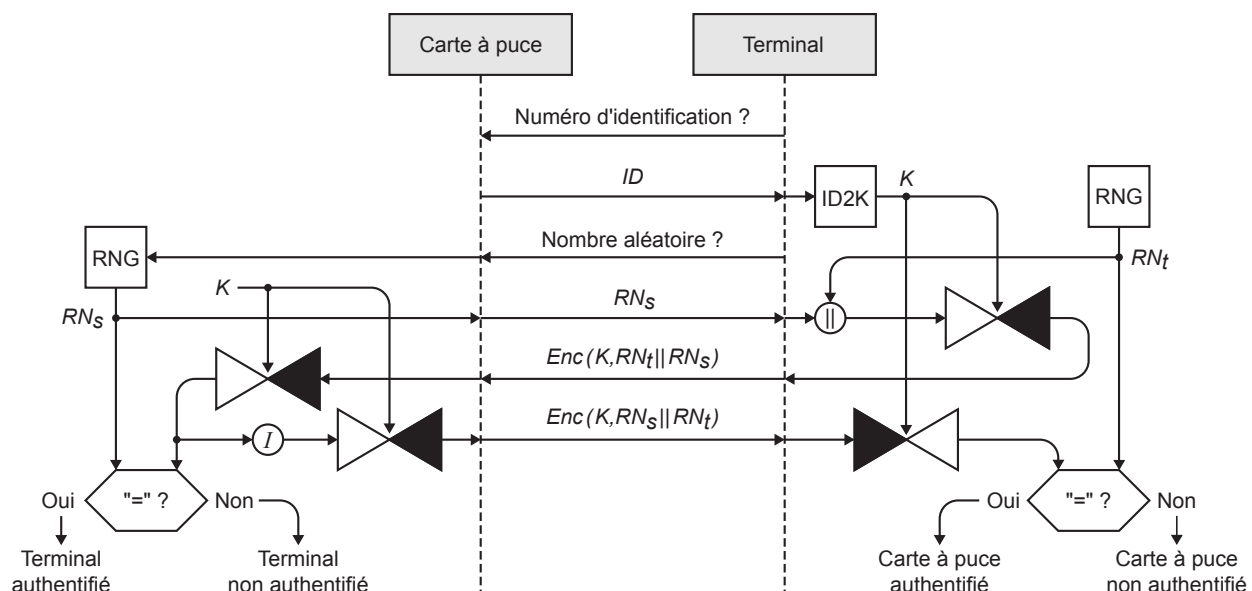 Carte à puce
Terminal
Numéro d'identification ?
ID
ID2K
K
RNG
Nombre aléatoire ?
RNG
RNt
K
RNs
RNs
||
Enc (K,RNt||RNs)
Enc (K,RNs||RNt)
I
Oui
"=" ?
Non
Oui
"=" ?
Non
Terminal
authentifié
Terminal
non authentifié
Carte à puce
authentifié
Carte à puce
non authentifié